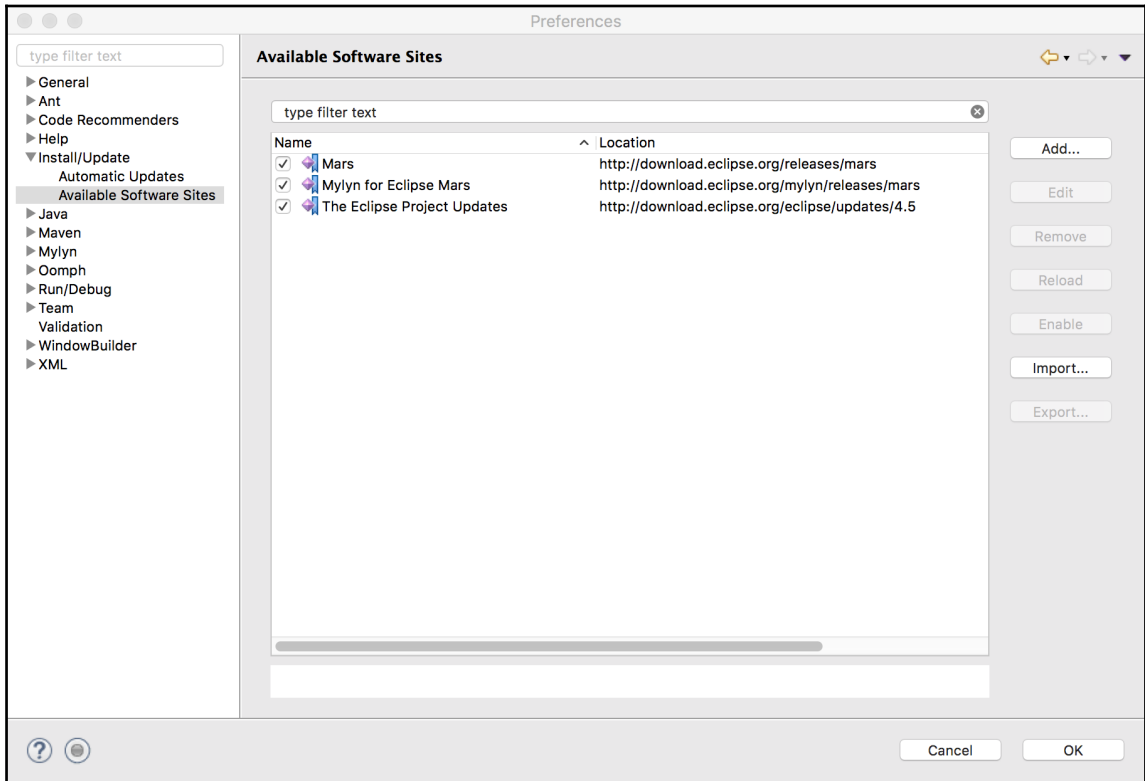 Preferences
type filter text
General
Ant
Code Recommenders
Help
Install/Update
Automatic Updates
Available Software Sites
Java
Maven
Mylyn
Oomph
Run/Debug
Team
Validation
WindowBuilder
XML
Available Software Sites
type filter text
Name Location
Mars http://download.eclipse.org/releases/mars
Mylyn for Eclipse Mars http://download.eclipse.org/mylyn/releases/mars
The Eclipse Project Updates http://download.eclipse.org/eclipse/updates/4.5
Add...
Edit
Remove
Reload
Enable
Import...
Export...
?
Cancel OK